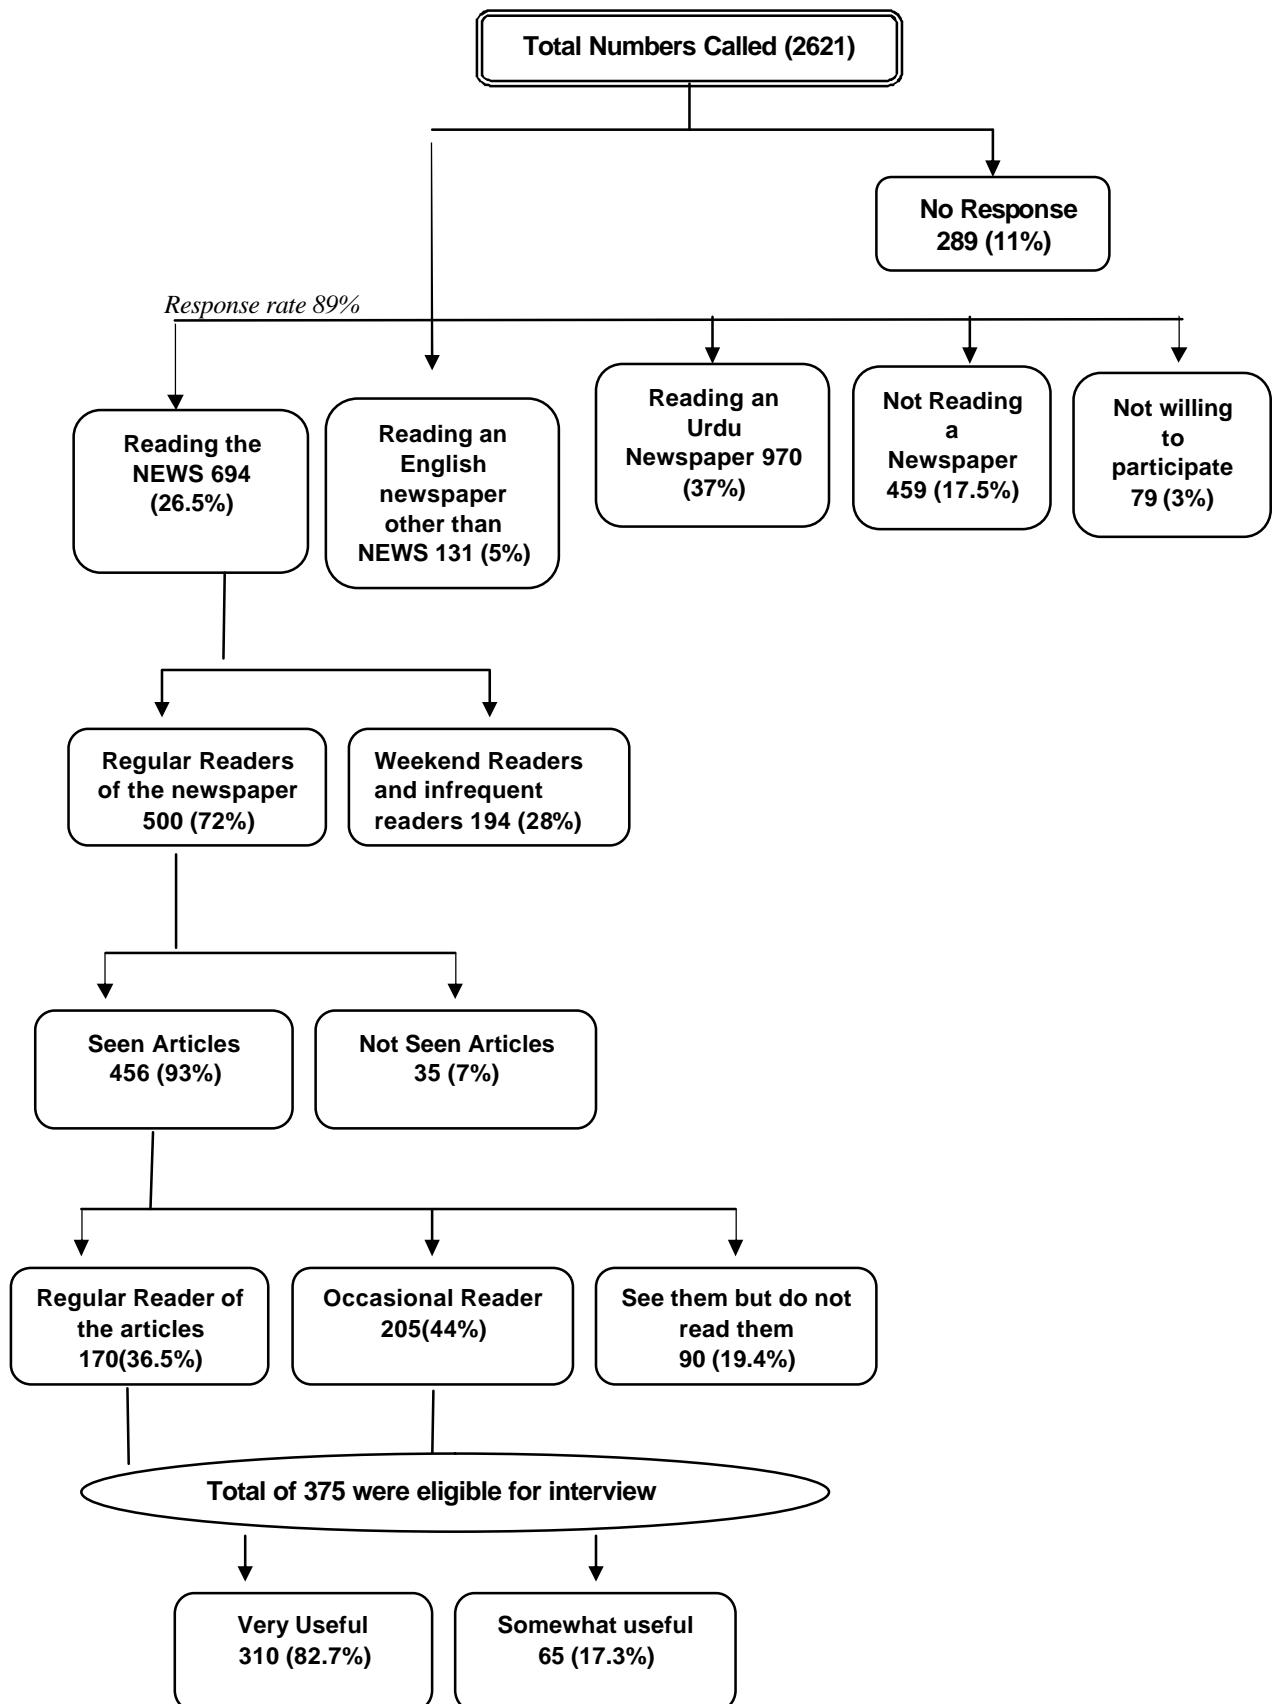 Total Numbers Called (2621)
No Response
289 (11%)
Response rate 89%
Reading the
NEWS 694
(26.5%)
Reading an
English
newspaper
other than
NEWS 131 (5%)
Reading an
Urdu
Newspaper 970
(37%)
Not Reading
a
Newspaper
459 (17.5%)
Not willing
to
participate
79 (3%)
Regular Readers
of the newspaper
500 (72%)
Weekend Readers
and infrequent
readers 194 (28%)
Seen Articles
456 (93%)
Not Seen Articles
35 (7%)
Regular Reader of
the articles
170(36.5%)
Occasional Reader
205(44%)
See them but do not
read them
90 (19.4%)
Total of 375 were eligible for interview
Very Useful
310 (82.7%)
Somewhat useful
65 (17.3%)